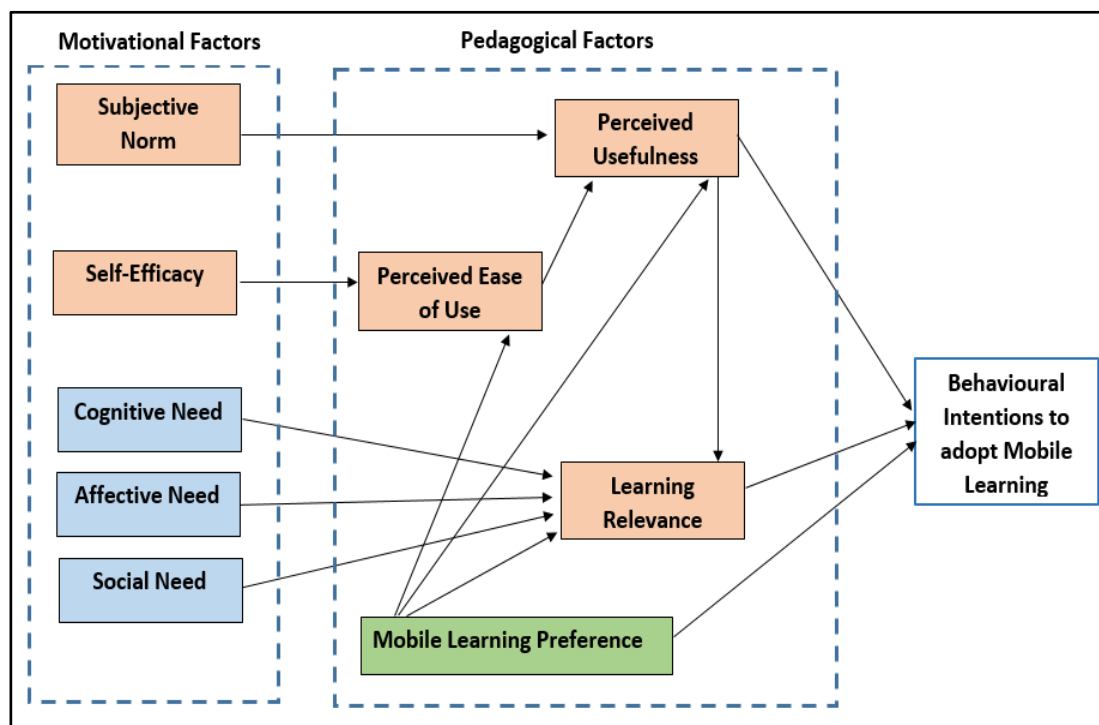 Motivational Factors
Pedagogical Factors
Subjective
Norm
Perceived
Usefulness
Self-Efficacy
Perceived Ease
of Use
Cognitive Need
Affective Need
Social Need
Learning
Relevance
Mobile Learning Preference
Behavioural
Intentions to
adopt Mobile
Learning